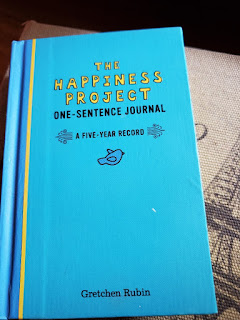 THE
HAPPINESS
PROJECT
ONE-SENTENCE JOURNAL
A FIVE-YEAR RECORD
Gretchen Rubin